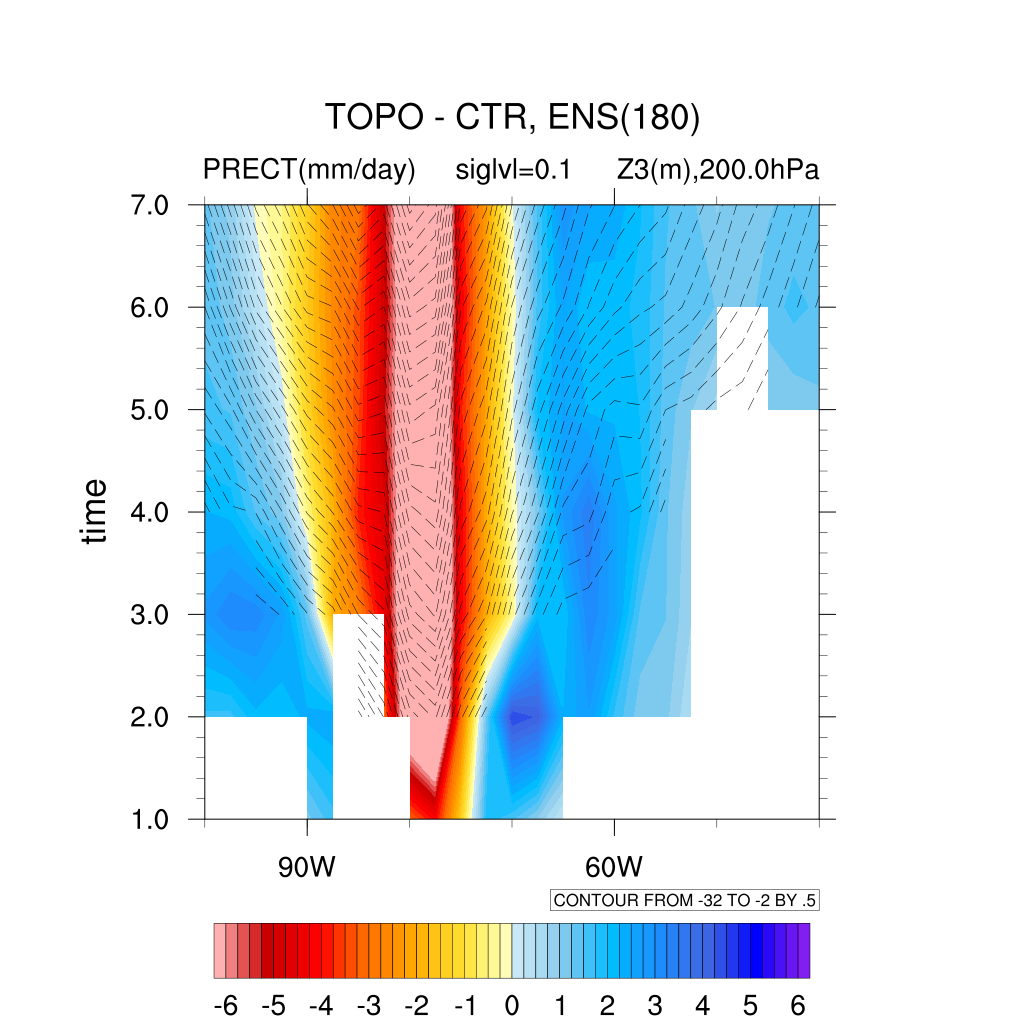 TOPO - CTR, ENS(180)
PRECT(mm/day) siglvl=0.1 Z3(m),200.0hPa
7.0
6.0
5.0
4.0
3.0
2.0
1.0
time
90W 60W
CONTOUR FROM -32 TO -2 BY .5
-6 -5 -4 -3 -2 -1 0 1 2 3 4 5 6